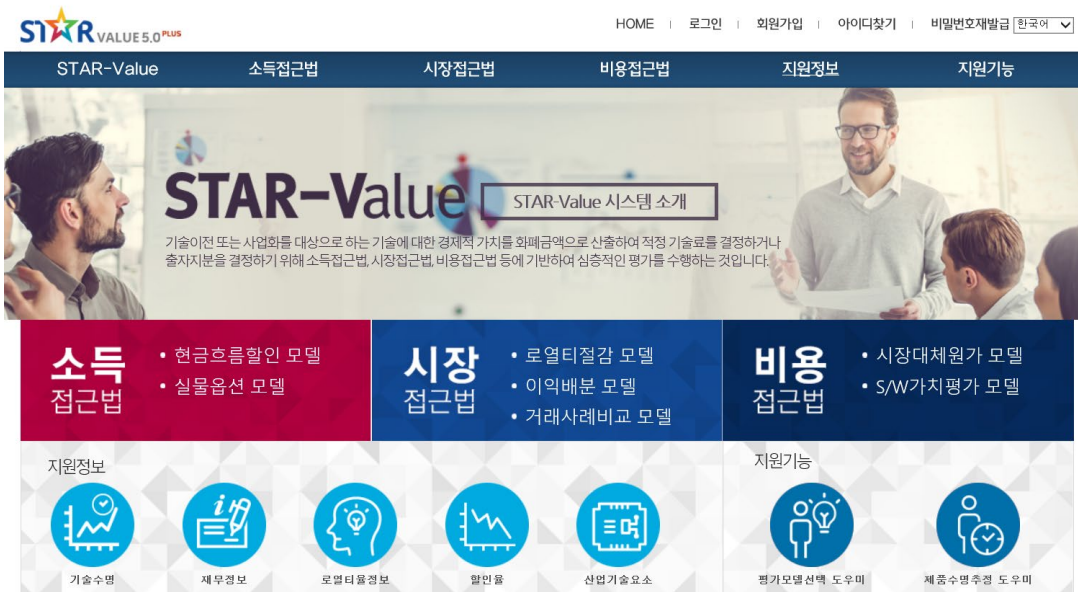 STAR VALUE 5.0 PLUS
HOME | 로그인 | 회원가입 | 아이디찾기 | 비밀번호재발급 한국어
STAR-Value 소득접근법 시장접근법 비용접근법 지원정보 지원기능
STAR-Value STAR-Value 시스템 소개
기술이전 또는 사업화를 대상으로 하는 기술에 대한 경제적 가치를 화폐금액으로 산출하여 적정 기술료를 결정하거나
출자지분을 결정하기 위해 소득접근법, 시장접근법, 비용접근법 등에 기반하여 심층적인 평가를 수행하는 것입니다.
소득
접근법
• 현금흐름할인 모델
• 실물옵션 모델
시장
접근법
• 로열티절감 모델
• 이익배분 모델
• 거래사례비교 모델
비용
접근법
• 시장대체원가 모델
• S/W가치평가 모델
지원정보
기술수명 재무정보 로열티율정보 할인율 산업기술요소
지원기능
평가모델선택 도우미 제품수명추정 도우미